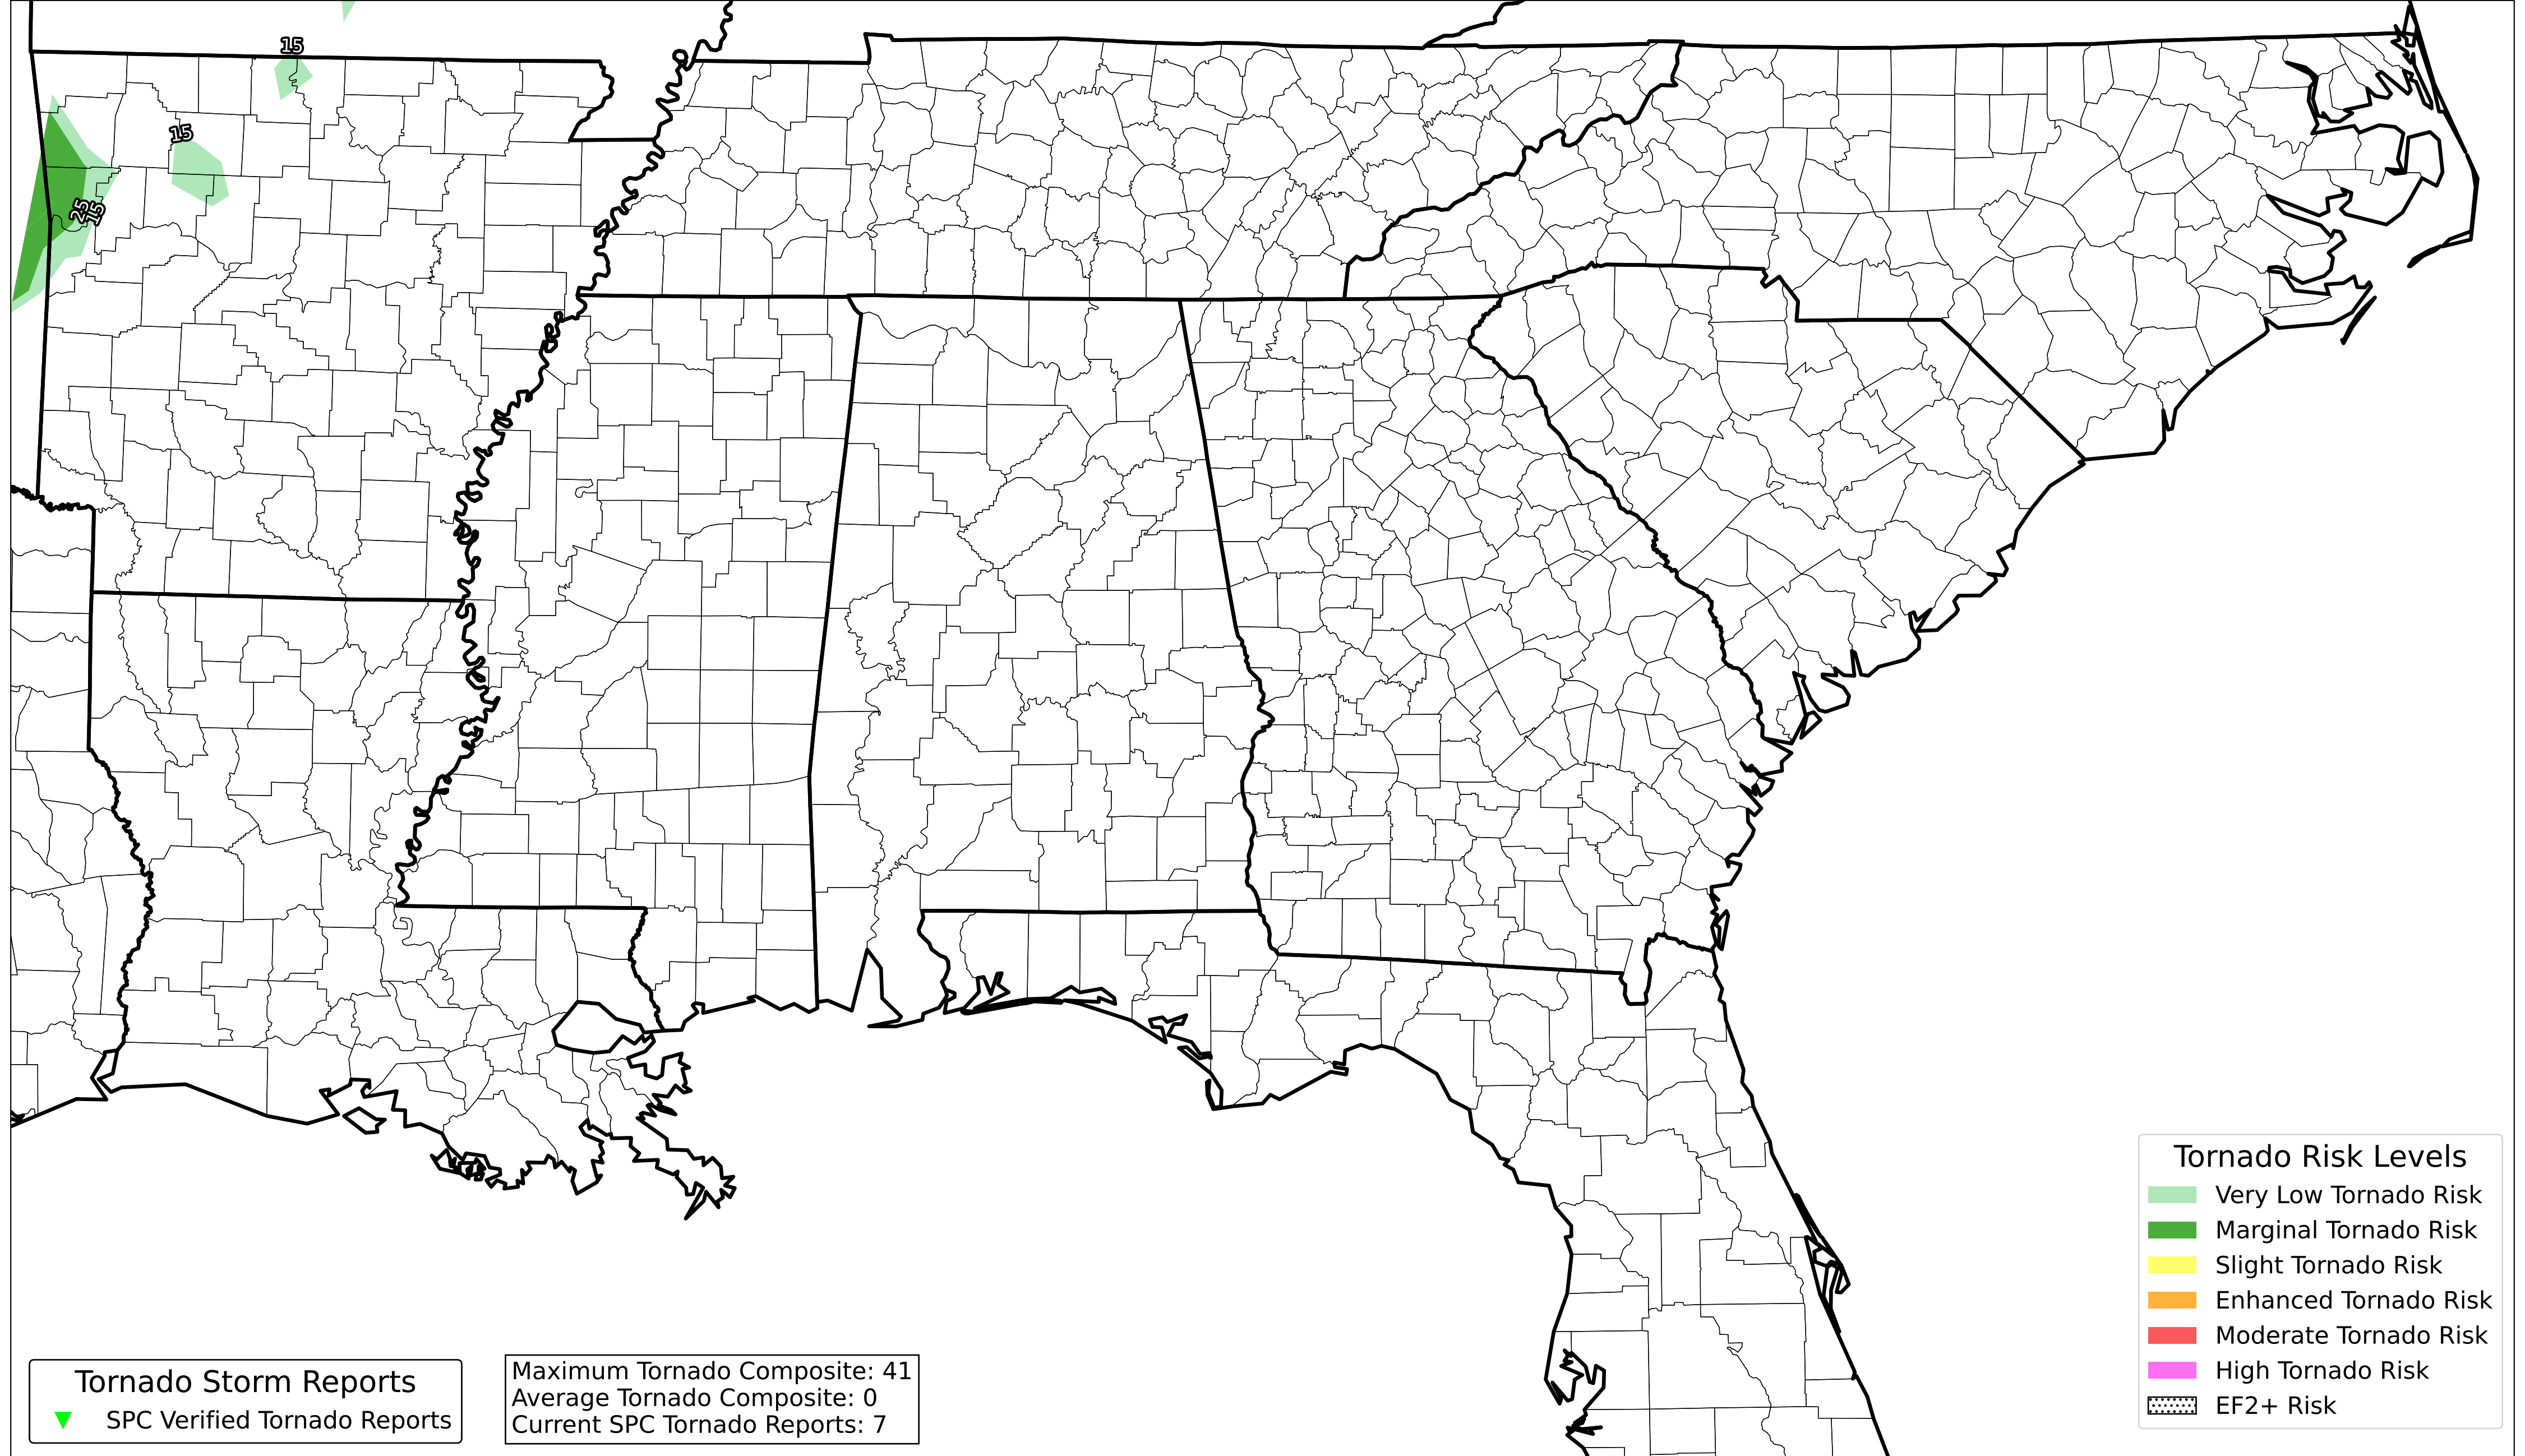 15
15
25
15
Tornado Risk Levels
Very Low Tornado Risk
Marginal Tornado Risk
Slight Tornado Risk
Enhanced Tornado Risk
Moderate Tornado Risk
High Tornado Risk
EF2+ Risk
Tornado Storm Reports
SPC Verified Tornado Reports
Maximum Tornado Composite: 41
Average Tornado Composite: 0
Current SPC Tornado Reports: 7